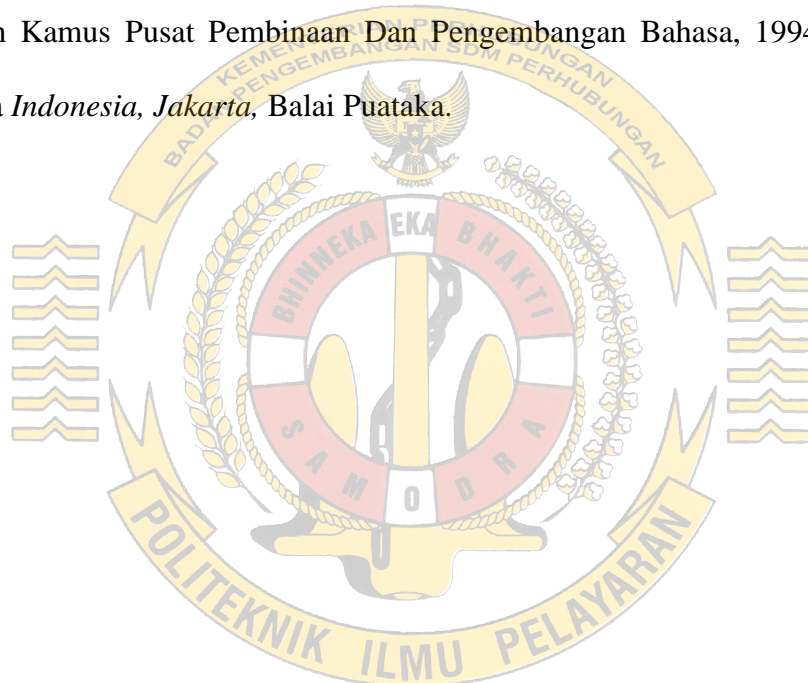 n Kamus Pusat Pembinaan Dan Pengembangan Bahasa, 1994
a Indonesia, Jakarta, Balai Puataka.
KEMENTERIAN PERHUBUNGAN
BADAN PENGEMBANGAN SDM PERHUBUNGAN
BHINNEKA EKA BHAKTI
SAMODRA
POLITEKNIK ILMU PELAYARAN